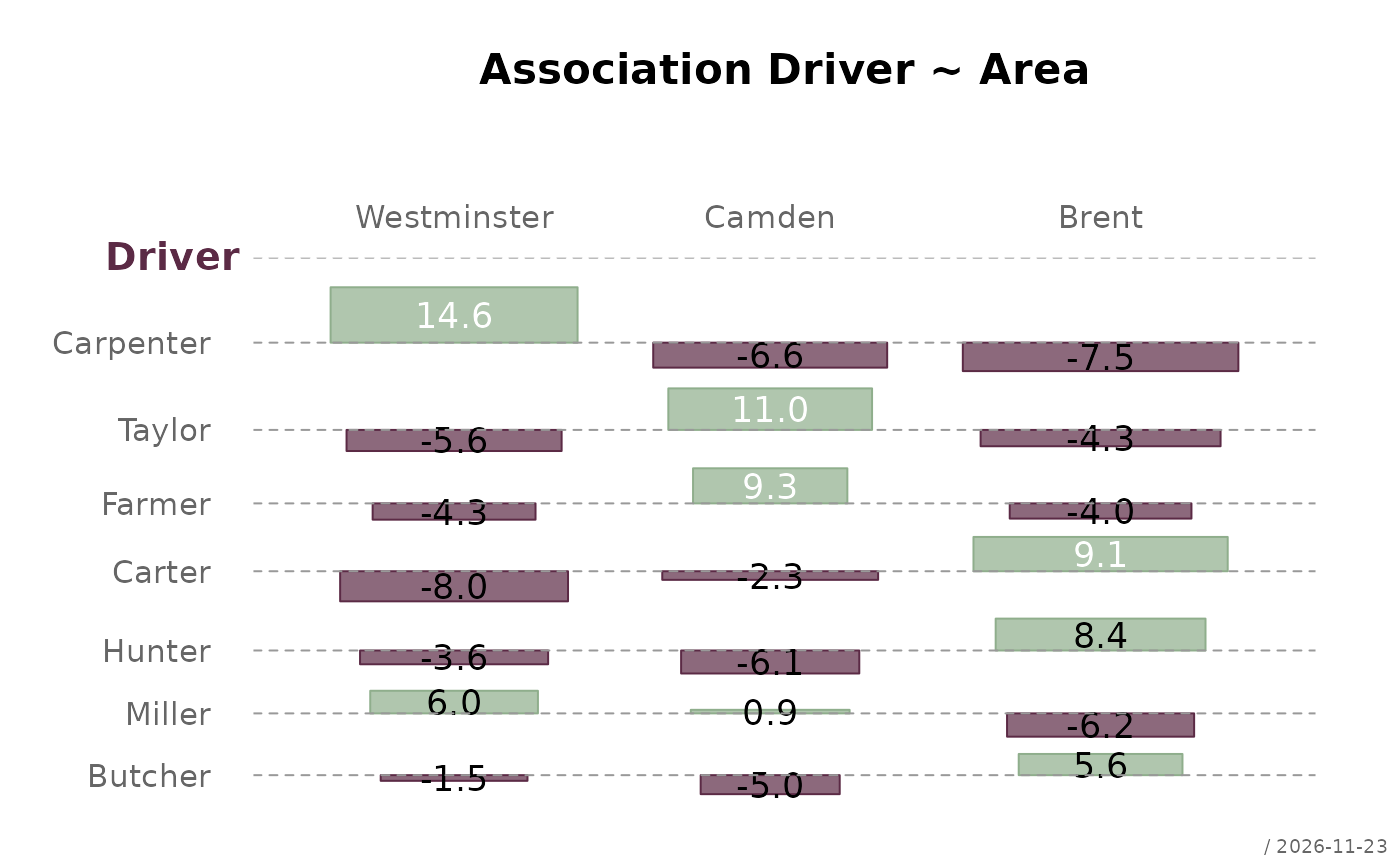 Association Driver ~ Area
Westminster Camden Brent
Driver
14.6
Carpenter
-6.6 -7.5
11.0
Taylor
-5.6 -4.3
9.3
Farmer
-4.3 -4.0
9.1
Carter
-8.0 -2.3
8.4
Hunter
-3.6 -6.1
6.0 0.9 -6.2
Miller
5.6
Butcher
-1.5 -5.0
/ 2026-11-23